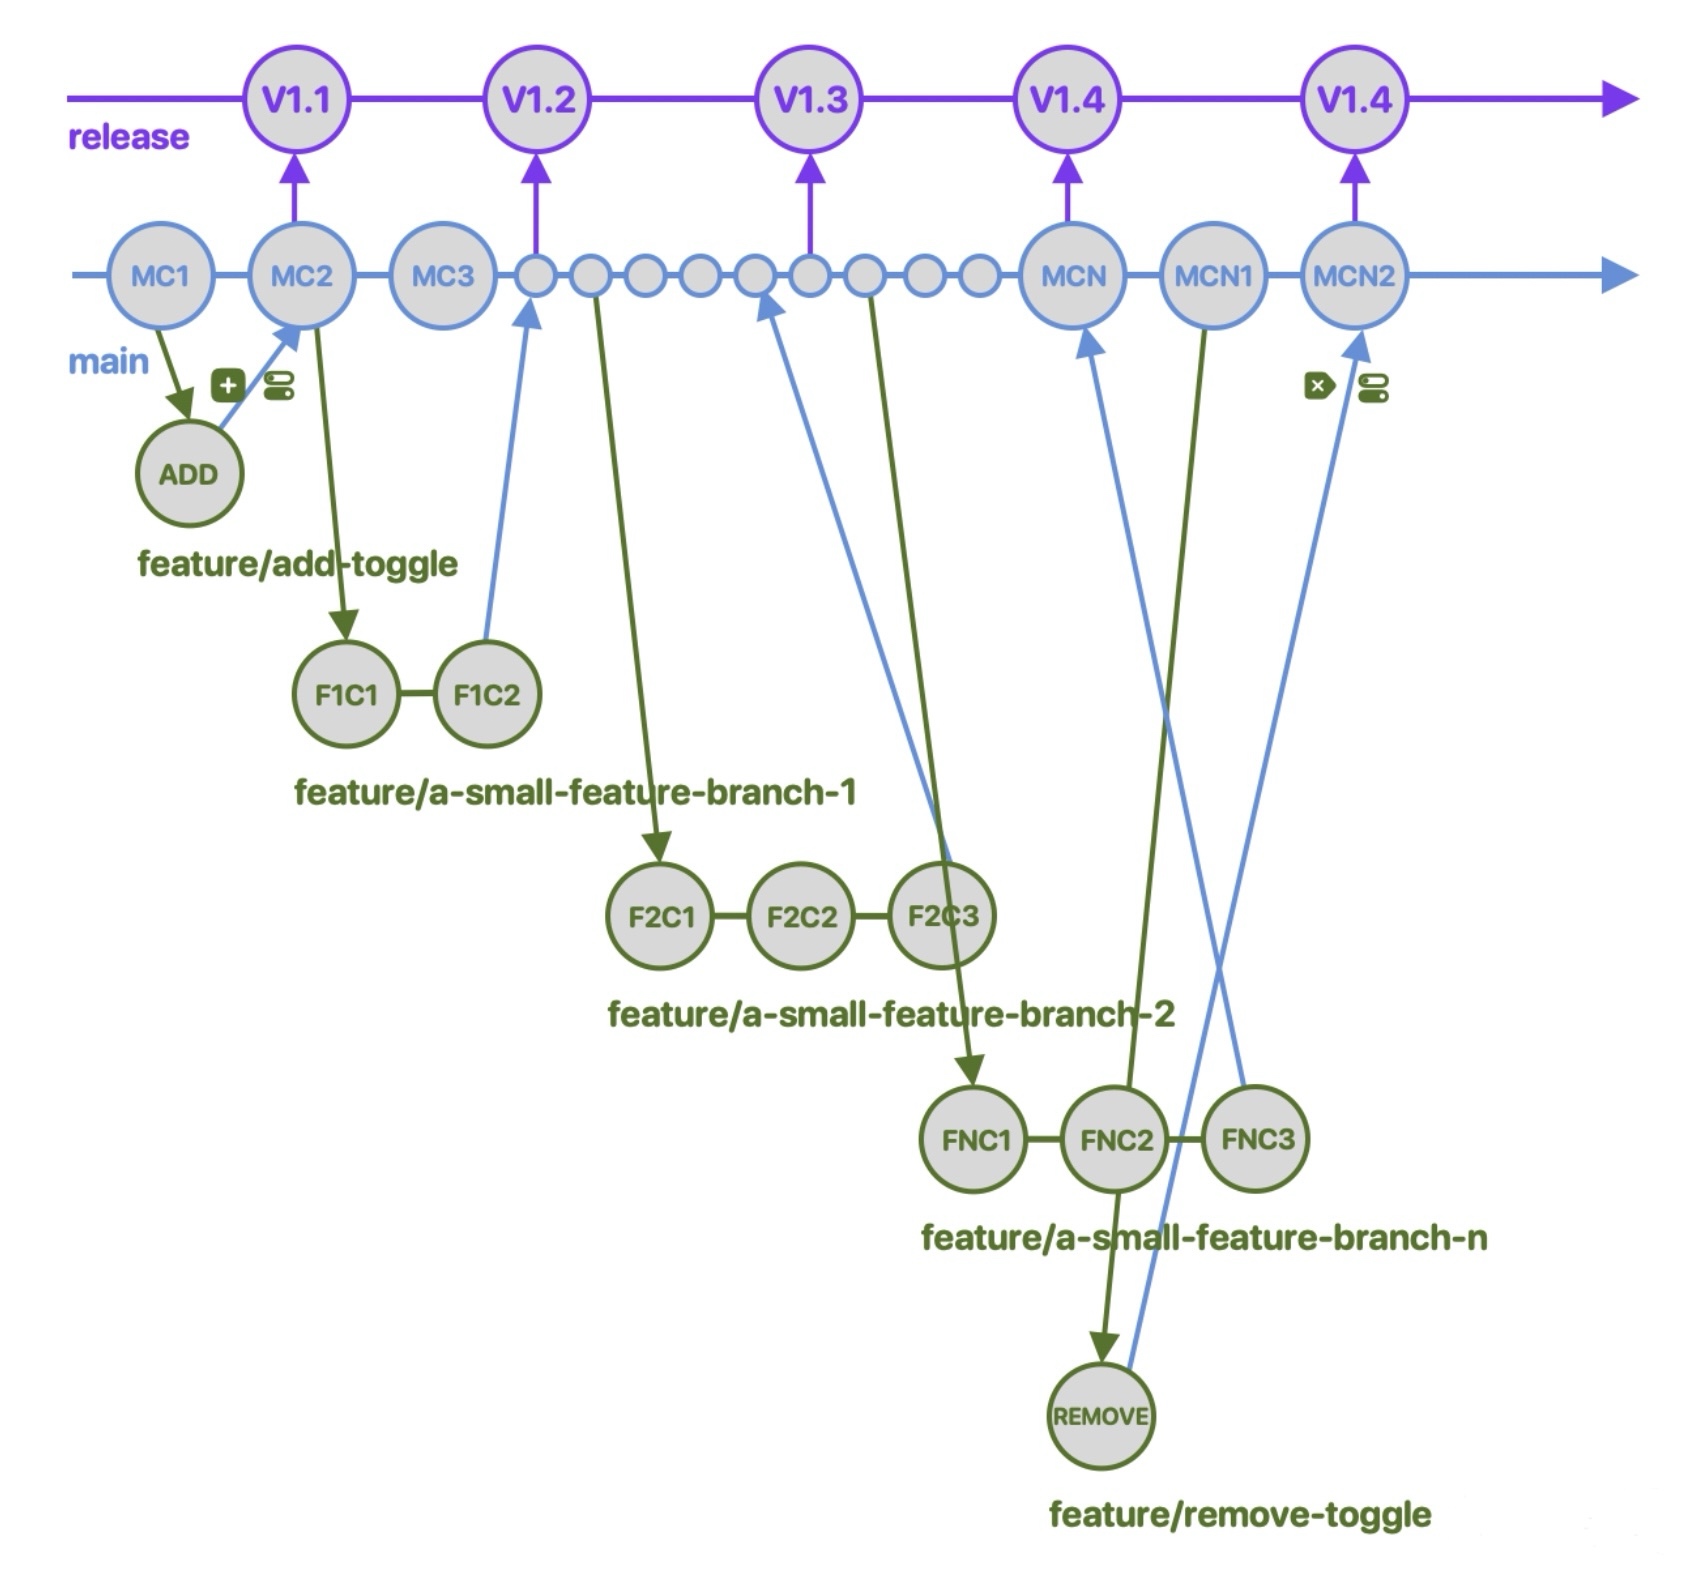 V1.1 V1.2 V1.3 V1.4 V1.4
release
MC1 MC2 MC3 MCN MCN1 MCN2
main
ADD
feature/add-toggle
F1C1 F1C2
feature/a-small-feature-branch-1
F2C1 F2C2 F2C3
feature/a-small-feature-branch-2
FNC1 FNC2 FNC3
feature/a-small-feature-branch-n
REMOVE
feature/remove-toggle